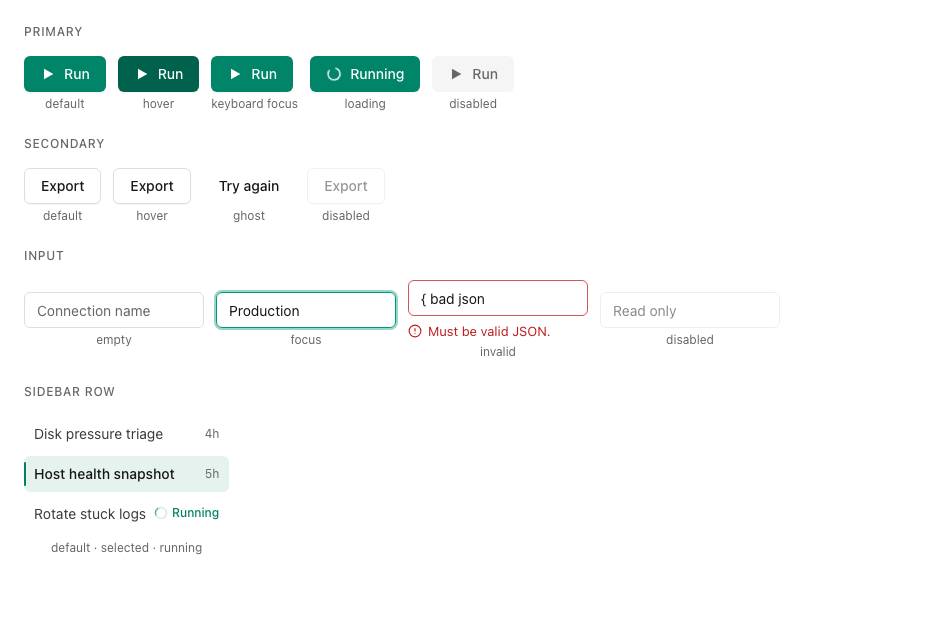 PRIMARY
Run Run Run Running Run
default hover keyboard focus loading disabled
SECONDARY
Export Export Try again Export
default hover ghost disabled
INPUT
Connection name Production { bad json Read only
Must be valid JSON.
empty focus invalid disabled
SIDEBAR ROW
Disk pressure triage 4h
Host health snapshot 5h
Rotate stuck logs Running
default · selected · running